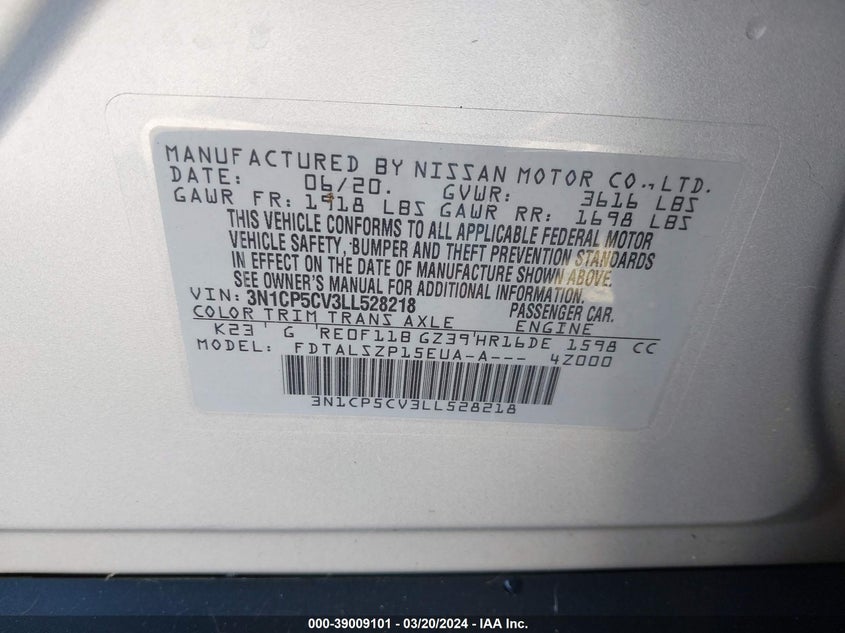 MANUFACTURED BY NISSAN MOTOR CO., LTD.
DATE: 06/20. GVWR: 3616 LBS
GAWR FR: 1918 LBS GAWR RR: 1698 LBS
THIS VEHICLE CONFORMS TO ALL APPLICABLE FEDERAL MOTOR
VEHICLE SAFETY, BUMPER AND THEFT PREVENTION STANDARDS
IN EFFECT ON THE DATE OF MANUFACTURE SHOWN ABOVE.
SEE OWNER'S MANUAL FOR ADDITIONAL INFORMATION.
VIN: 3N1CP5CV3LL528218 PASSENGER CAR.
COLOR TRIM TRANS AXLE ENGINE
K23 G RE0F11B GZ39 HR16DE 1598 CC
MODEL: FDTALSZP15EUA-A--- 4Z000
3N1CP5CV3LL528218
000-39009101 — 03/20/2024 — IAA Inc.